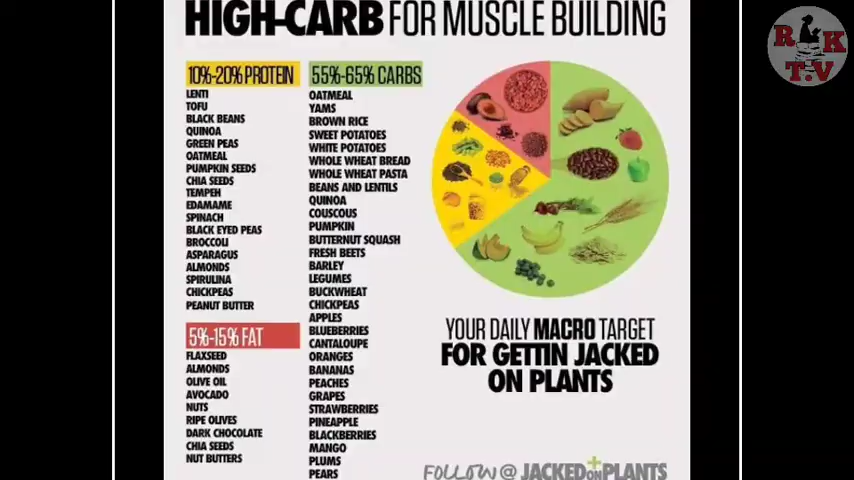 HIGH-CARB FOR MUSCLE BUILDING
R K
T.V
10%-20% PROTEIN
LENTI
TOFU
BLACK BEANS
QUINOA
GREEN PEAS
OATMEAL
PUMPKIN SEEDS
CHIA SEEDS
TEMPEH
EDAMAME
SPINACH
BLACK EYED PEAS
BROCCOLI
ASPARAGUS
ALMONDS
SPIRULINA
CHICKPEAS
PEANUT BUTTER
5%-15% FAT
FLAXSEED
ALMONDS
OLIVE OIL
AVOCADO
NUTS
RIPE OLIVES
DARK CHOCOLATE
CHIA SEEDS
NUT BUTTERS
55%-65% CARBS
OATMEAL
YAMS
BROWN RICE
SWEET POTATOES
WHITE POTATOES
WHOLE WHEAT BREAD
WHOLE WHEAT PASTA
BEANS AND LENTILS
QUINOA
COUSCOUS
PUMPKIN
BUTTERNUT SQUASH
FRESH BEETS
BARLEY
LEGUMES
BUCKWHEAT
CHICKPEAS
APPLES
BLUEBERRIES
CANTALOUPE
ORANGES
BANANAS
PEACHES
GRAPES
STRAWBERRIES
PINEAPPLE
BLACKBERRIES
MANGO
PLUMS
PEARS
YOUR DAILY MACRO TARGET
FOR GETTIN JACKED
ON PLANTS
FOLLOW @ JACKED ON PLANTS